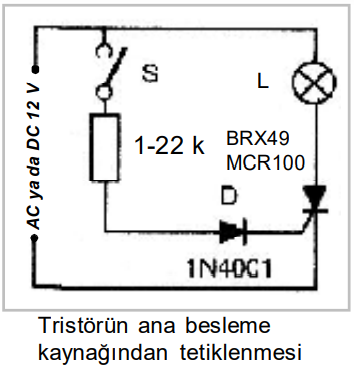 AC ya da DC 12 V
S
L
1-22 k
BRX49
MCR100
D
1N4001
Tristörün ana besleme
kaynağından tetiklenmesi